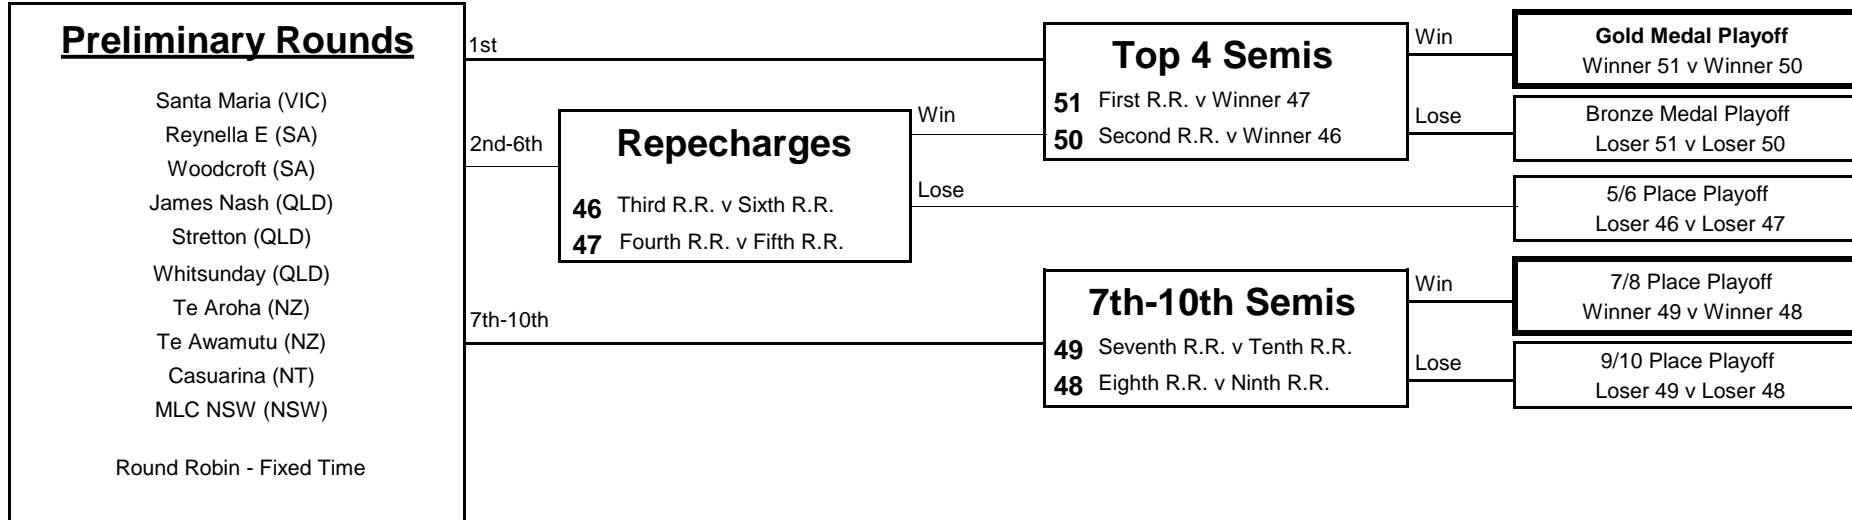 Preliminary Rounds
Santa Maria (VIC)
Reynella E (SA)
Woodcroft (SA)
James Nash (QLD)
Stretton (QLD)
Whitsunday (QLD)
Te Aroha (NZ)
Te Awamutu (NZ)
Casuarina (NT)
MLC NSW (NSW)
Round Robin - Fixed Time
1st
2nd-6th
7th-10th
Repechages
46 Third R.R. v Sixth R.R.
47 Fourth R.R. v Fifth R.R.
Win
Lose
Top 4 Semis
51 First R.R. v Winner 47
50 Second R.R. v Winner 46
Win
Lose
7th-10th Semis
49 Seventh R.R. v Tenth R.R.
48 Eighth R.R. v Ninth R.R.
Win
Lose
Gold Medal Playoff
Winner 51 v Winner 50
Bronze Medal Playoff
Loser 51 v Loser 50
5/6 Place Playoff
Loser 46 v Loser 47
7/8 Place Playoff
Winner 49 v Winner 48
9/10 Place Playoff
Loser 49 v Loser 48